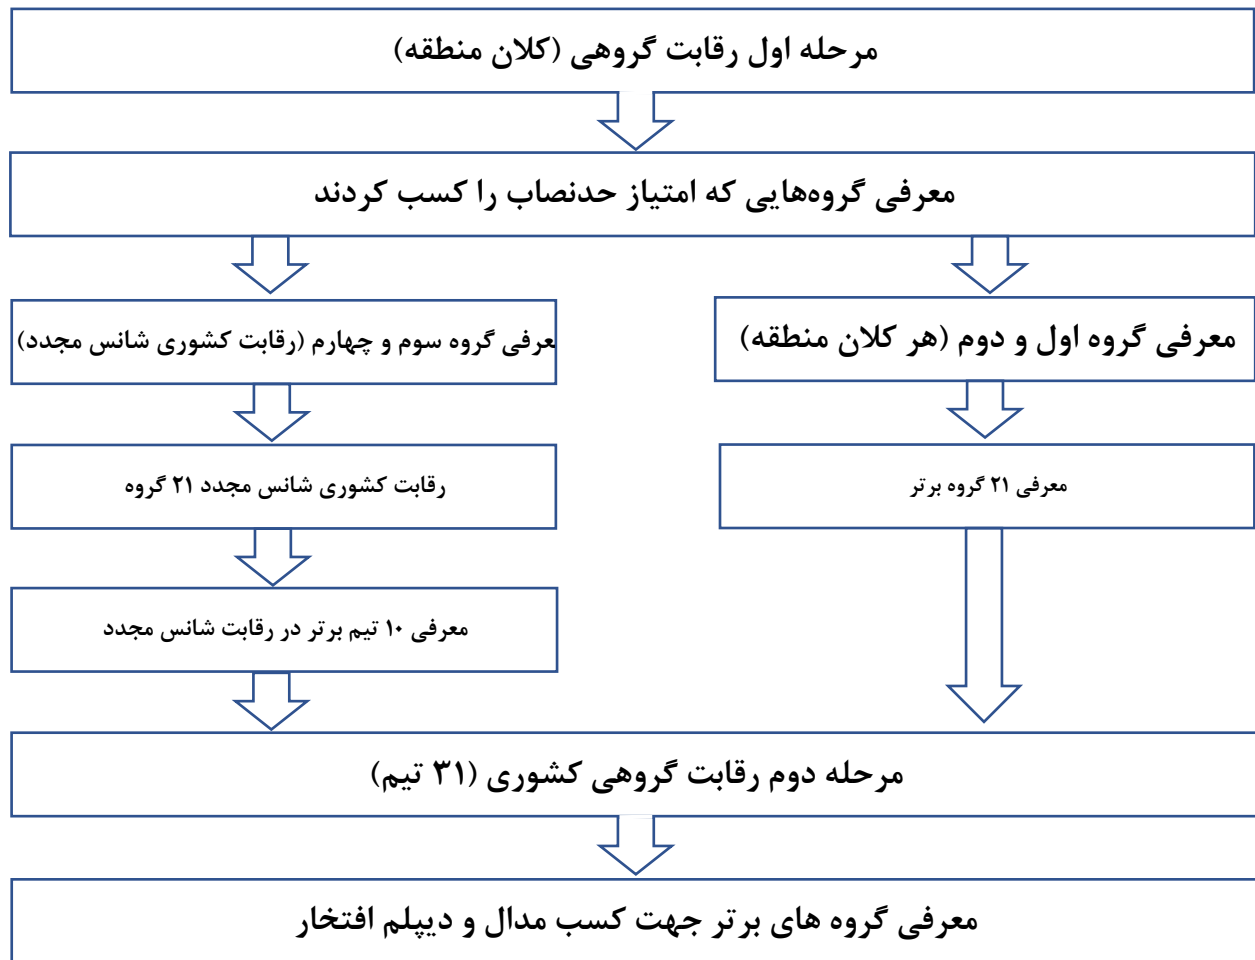 مرحله اول رقابت گروهی (کلان منطقه)
معرفی گروه‌هایی که امتیاز حدنصاب را کسب کردند
معرفی گروه اول و دوم (هر کلان منطقه)
عرفی گروه سوم و چهارم (رقابت کشوری شانس مجدد)
معرفی ۲۱ گروه برتر
رقابت کشوری شانس مجدد ۲۱ گروه
معرفی ۱۰ تیم برتر در رقابت شانس مجدد
مرحله دوم رقابت گروهی کشوری (۳۱ تیم)
معرفی گروه های برتر جهت کسب مدال و دیپلم افتخار